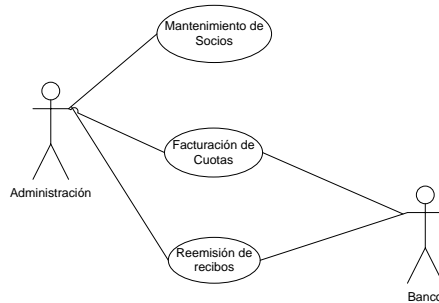 Mantenimiento de
Socios
Facturación de
Cuotas
Administración
Reemisión de
recibos
Banco